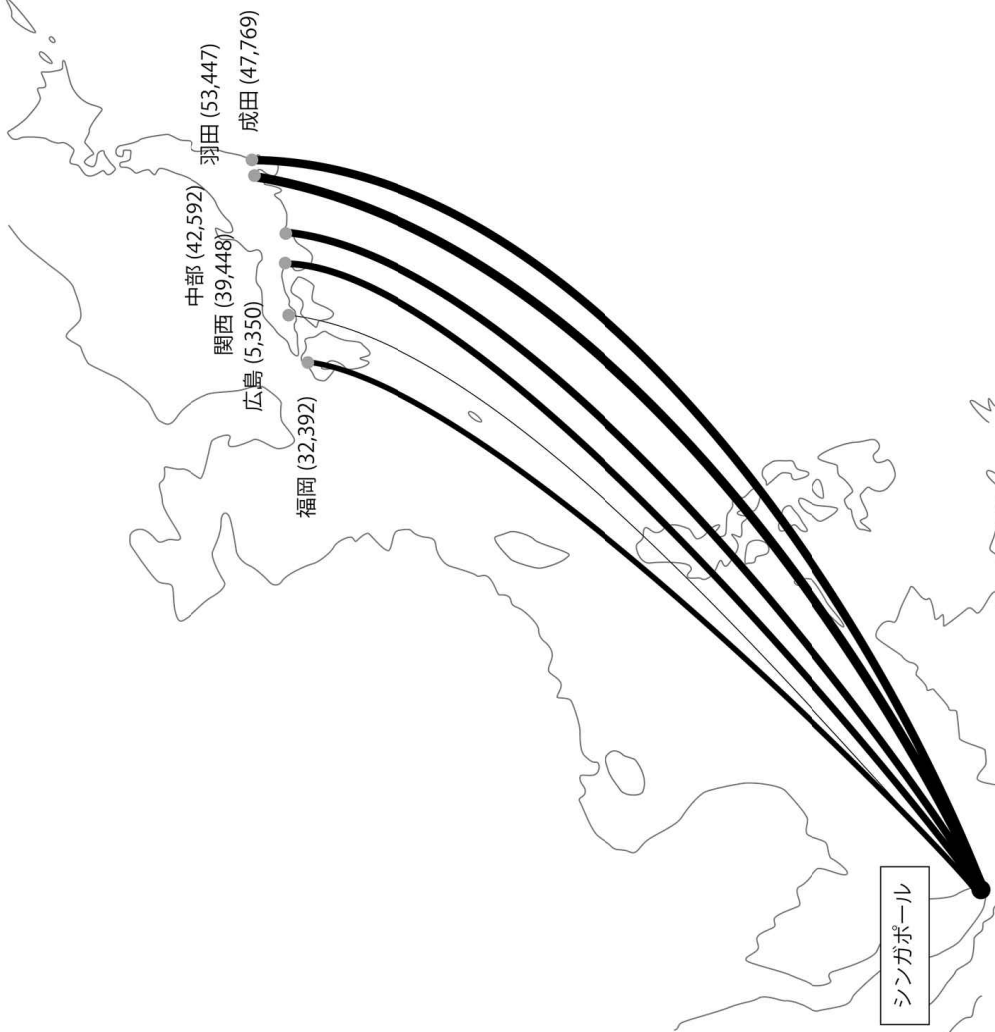 成田 (47,769)
羽田 (53,447)
中部 (42,592)
関西 (39,448)
広島 (5,350)
福岡 (32,392)
シンガポール